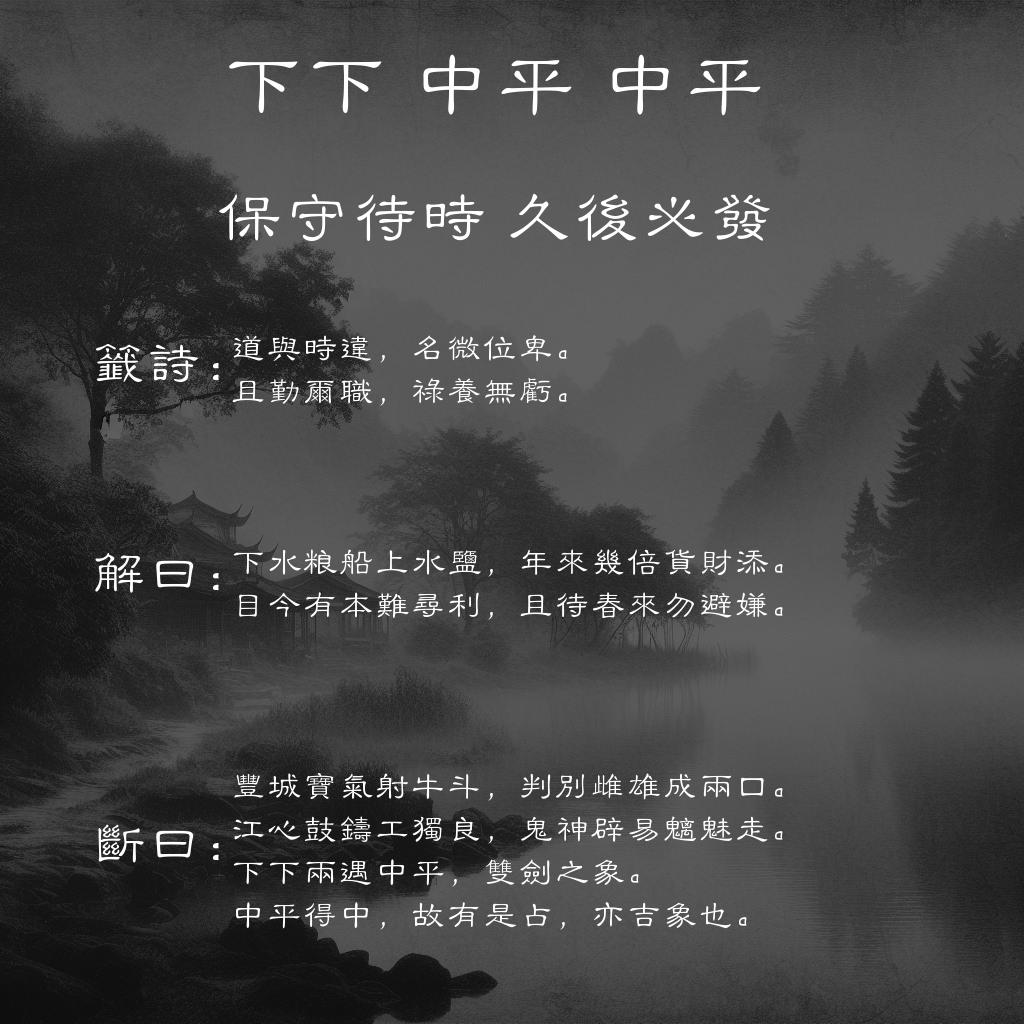 下下 中平 中平
保守待時 久後必發
籤詩：
道與時違，名微位卑。
且勤爾職，祿養無虧。
解曰：
下水粮船上水鹽，年來幾倍貨財添。
目今有本難尋利，且待春來勿避嫌。
斷曰：
豐城寶氣射牛斗，判別雌雄成兩口。
江心鼓鑄工獨良，鬼神辟易魑魅走。
下下兩遇中平，雙劍之象。
中平得中，故有是占，亦吉象也。